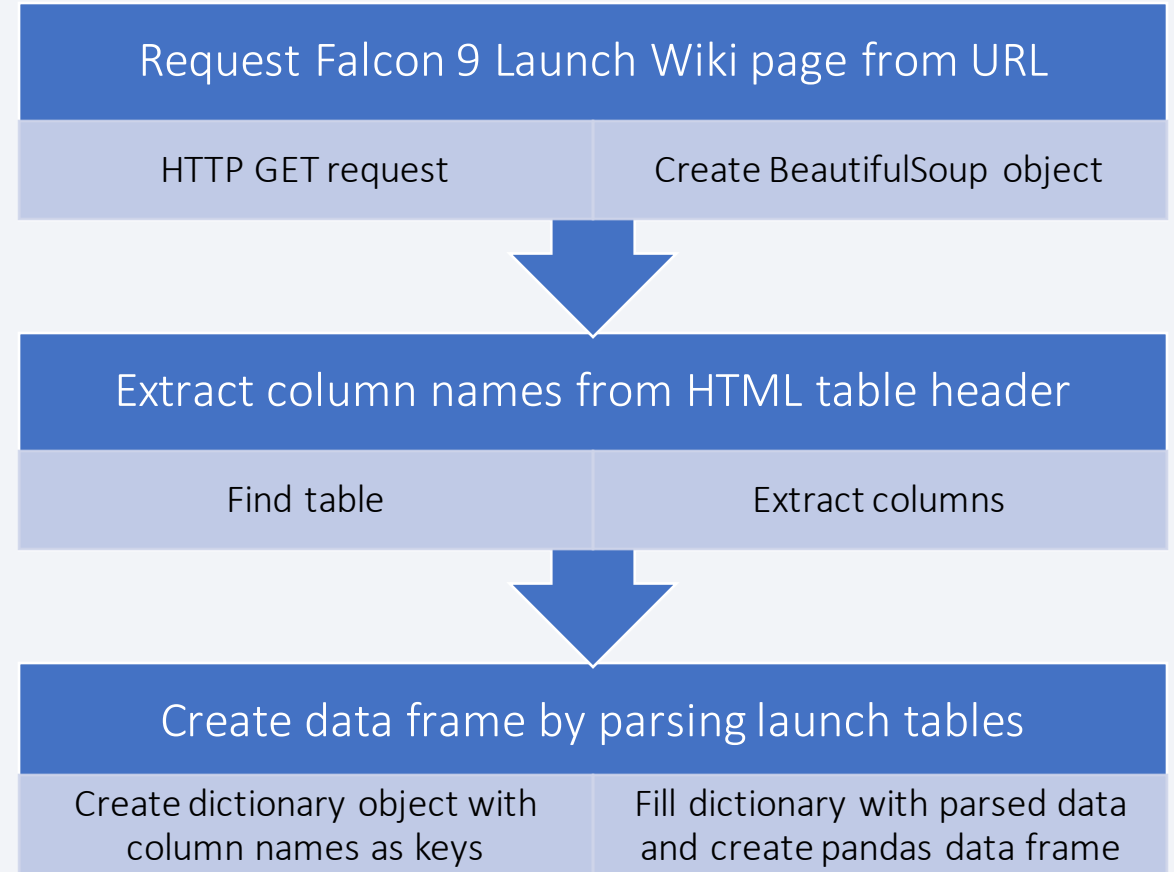 Request Falcon 9 Launch Wiki page from URL
HTTP GET request
Create BeautifulSoup object
Extract column names from HTML table header
Find table
Extract columns
Create data frame by parsing launch tables
Create dictionary object with
column names as keys
Fill dictionary with parsed data
and create pandas data frame